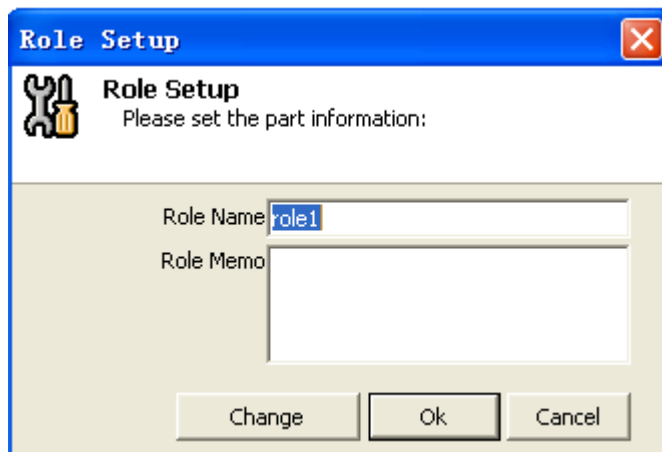 Role Setup
Role Setup
Please set the part information:
Role Name role1
Role Memo
Change Ok Cancel